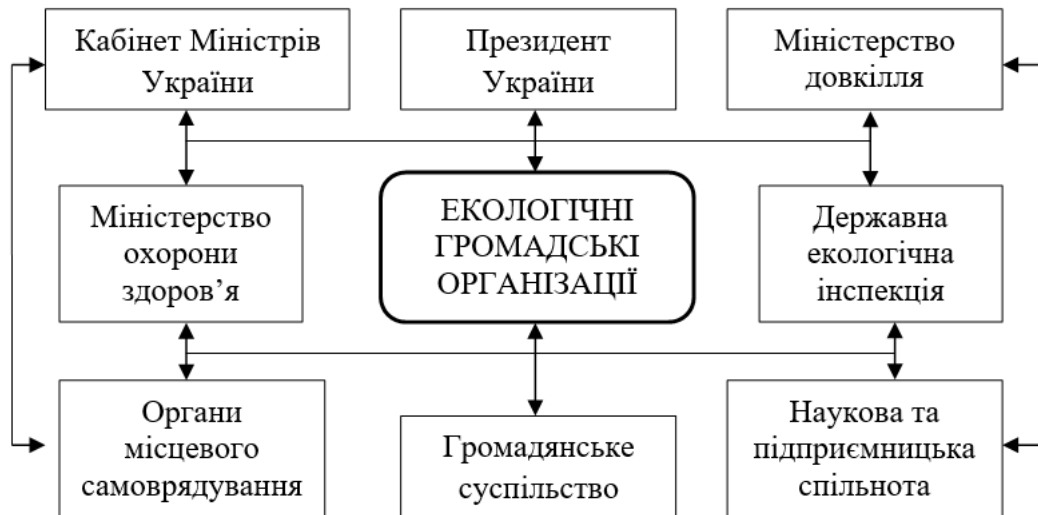 Кабінет Міністрів
України
Президент
України
Міністерство
довкілля
Міністерство
охорони
здоров’я
ЕКОЛОГІЧНІ
ГРОМАДСЬКІ
ОРГАНІЗАЦІЇ
Державна
екологічна
інспекція
Органи
місцевого
самоврядування
Громадянське
суспільство
Наукова та
підприємницька
спільнота